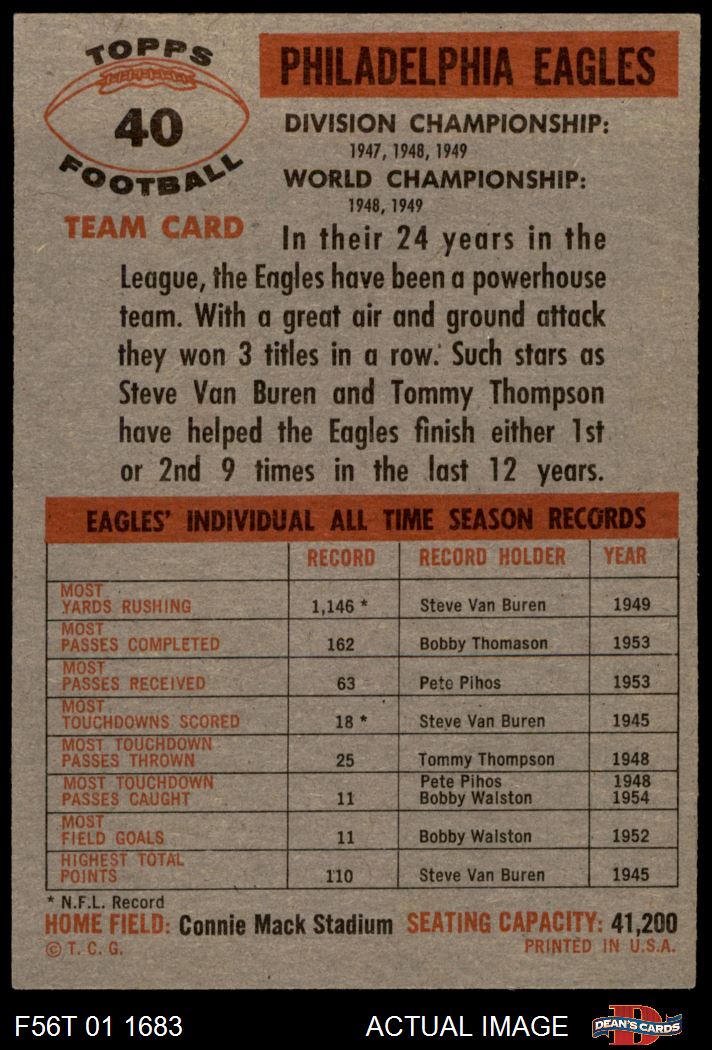 TOPPS
40
FOOTBALL
TEAM CARD
PHILADELPHIA EAGLES
DIVISION CHAMPIONSHIP:
1947, 1948, 1949
WORLD CHAMPIONSHIP:
1948, 1949
In their 24 years in the
League, the Eagles have been a powerhouse
team. With a great air and ground attack
they won 3 titles in a row. Such stars as
Steve Van Buren and Tommy Thompson
have helped the Eagles finish either 1st
or 2nd 9 times in the last 12 years.
EAGLES' INDIVIDUAL ALL TIME SEASON RECORDS
RECORD RECORD HOLDER YEAR
MOST
YARDS RUSHING 1,146 * Steve Van Buren 1949
MOST
PASSES COMPLETED 162 Bobby Thomason 1953
MOST
PASSES RECEIVED 63 Pete Pihos 1953
MOST
TOUCHDOWNS SCORED 18 * Steve Van Buren 1945
MOST TOUCHDOWN
PASSES THROWN 25 Tommy Thompson 1948
MOST TOUCHDOWN Pete Pihos 1948
PASSES CAUGHT 11 Bobby Walston 1954
MOST
FIELD GOALS 11 Bobby Walston 1952
HIGHEST TOTAL
POINTS 110 Steve Van Buren 1945
* N.F.L. Record
HOME FIELD: Connie Mack Stadium SEATING CAPACITY: 41,200
© T. C. G. PRINTED IN U.S.A.
F56T 01 1683 ACTUAL IMAGE D DEAN'S CARDS